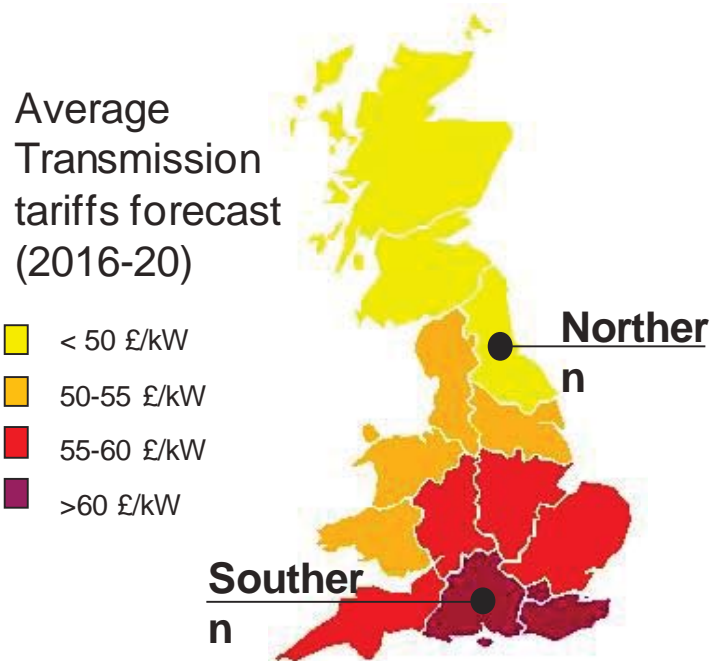 Average
Transmission
tariffs forecast
(2016-20)
< 50 £/kW
50-55 £/kW
55-60 £/kW
>60 £/kW
Norther
n
Souther
n